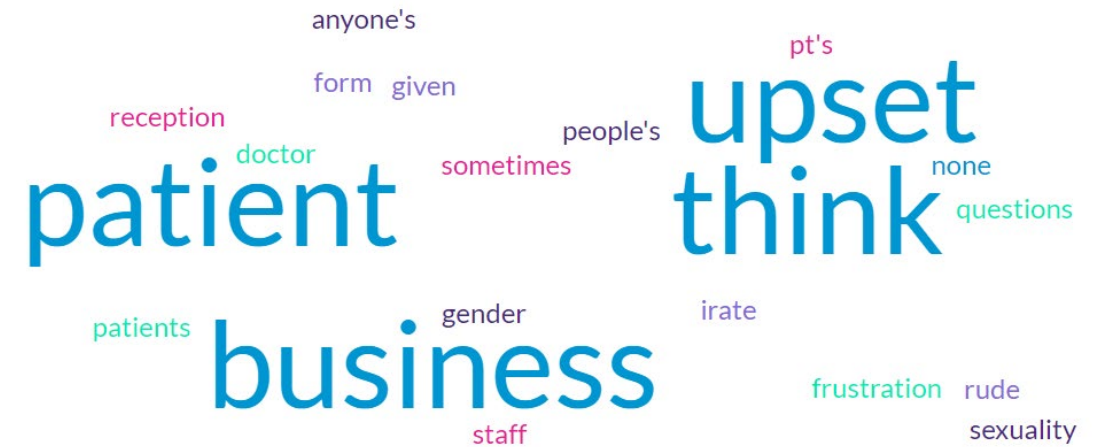 anyone's
pt's
upset
form given
reception
people's
doctor
sometimes
none
patient
think
questions
irate
gender
patients
business
frustration rude
staff
sexuality